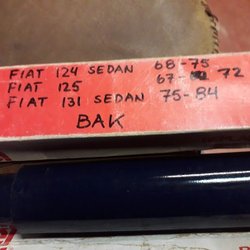 FIAT 124 SEDAN 68-75
FIAT 125 67-72
FIAT 131 SEDAN 75-84
BAK